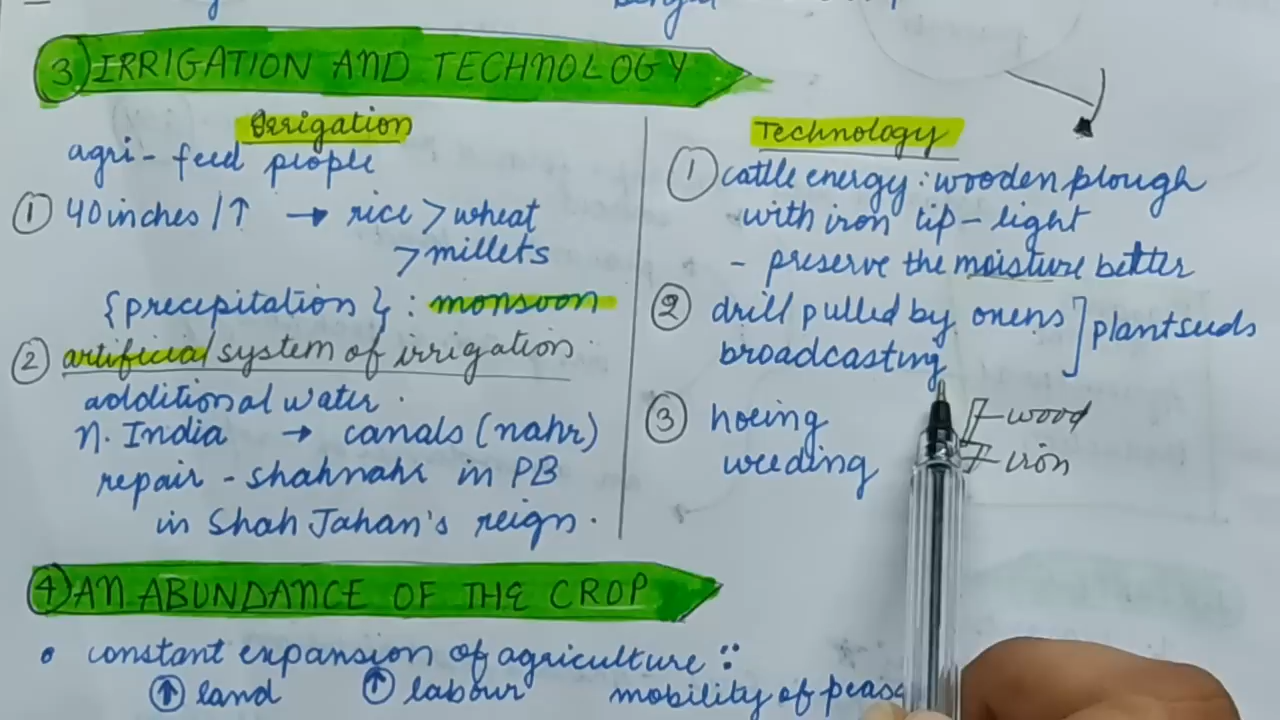 ③ IRRIGATION AND TECHNOLOGY
Irrigation
agri - feed people
① 40 inches /↑ → rice > wheat
> millets
{precipitation} : monsoon
② artificial system of irrigation
additional water.
N. India → canals (nahr)
repair - shahnahr in PB
in Shah Jahan's reign.
Technology
① cattle energy : wooden plough
with iron tip - light
- preserve the moisture better
② drill pulled by oxens
broadcasting
] plant seeds
③ hoeing
weeding
wood
iron
④ AN ABUNDANCE OF THE CROP
• constant expansion of agriculture ::
↑ land ↑ labour mobility of peas